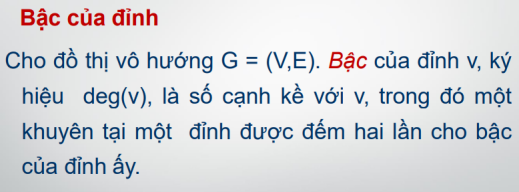 Bậc của đỉnh
Cho đồ thị vô hướng G = (V,E). Bậc của đỉnh v, ký
hiệu deg(v), là số cạnh kề với v, trong đó một
khuyên tại một đỉnh được đếm hai lần cho bậc
của đỉnh ấy.